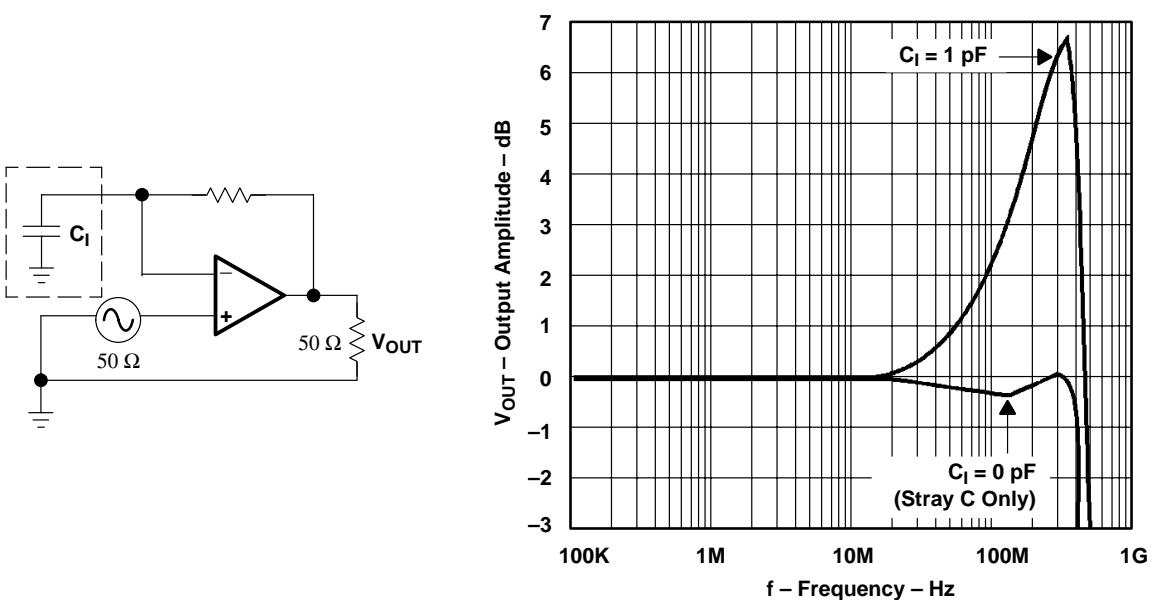 C_I
–
+
50 Ω
50 Ω
V_OUT
V_OUT – Output Amplitude – dB
7
6
5
4
3
2
1
0
–1
–2
–3
C_I = 1 pF
C_I = 0 pF
(Stray C Only)
100K 1M 10M 100M 1G
f – Frequency – Hz